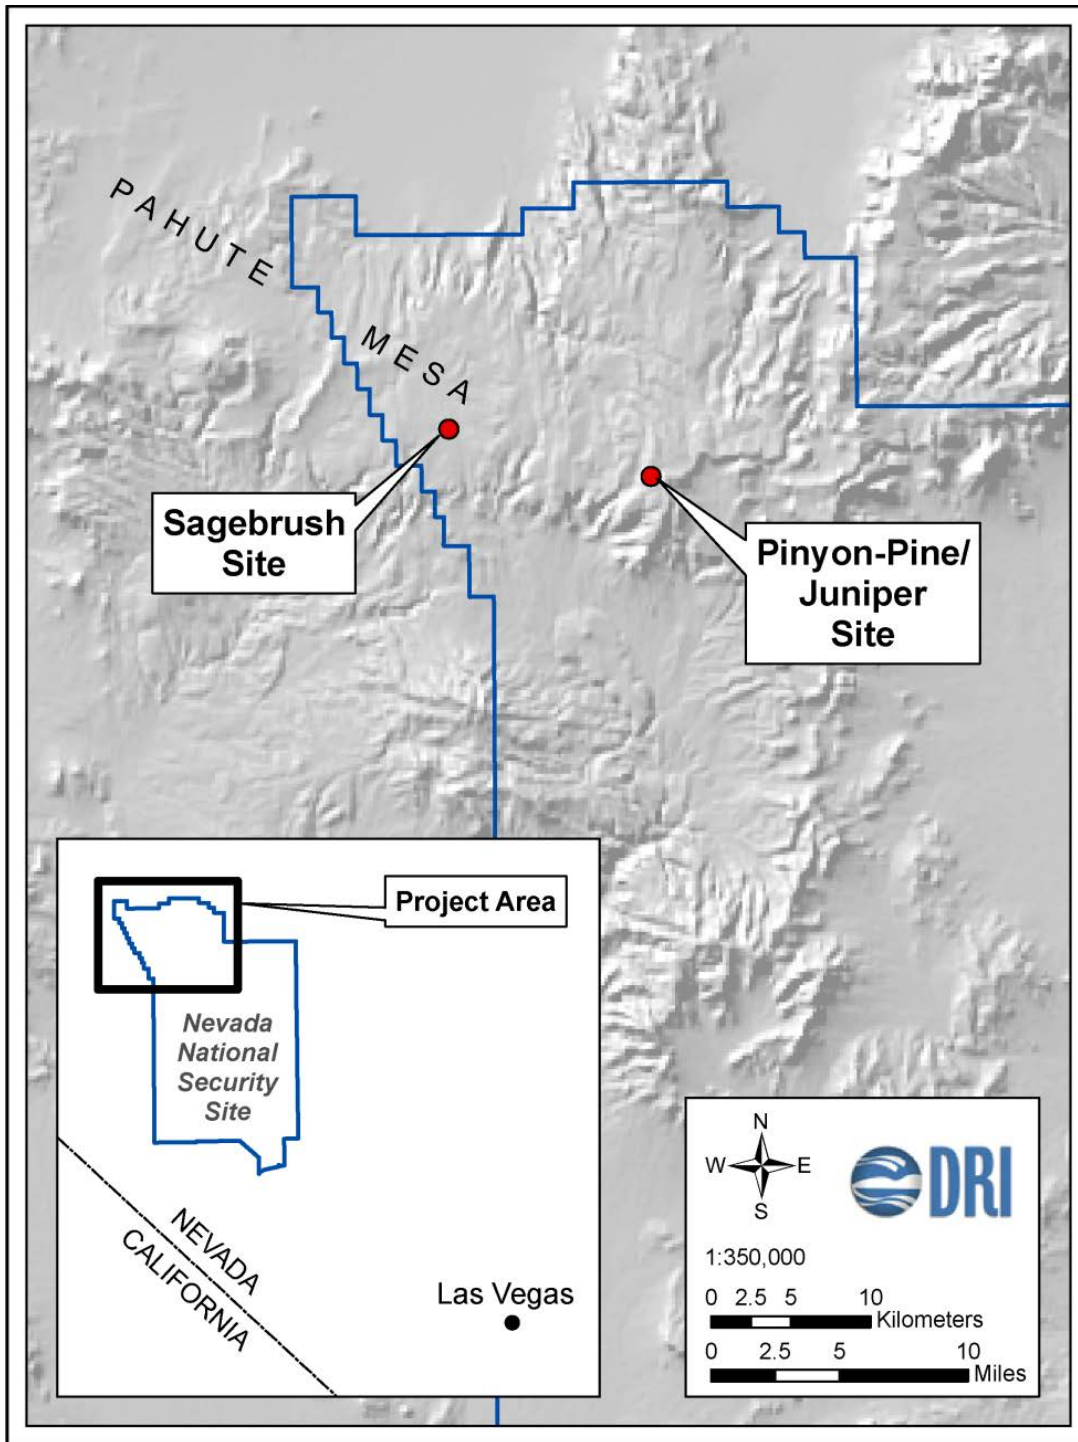 PAHUTE
MESA
Sagebrush
Site
Pinyon-Pine/
Juniper
Site
Project Area
Nevada
National
Security
Site
NEVADA
CALIFORNIA
Las Vegas
N
W E
S
DRI
1:350,000
0 2.5 5 10
Kilometers
0 2.5 5 10
Miles